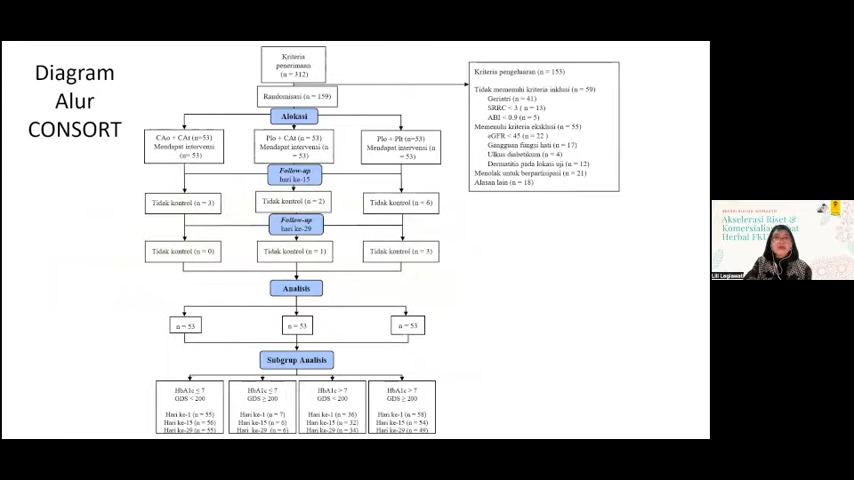 Diagram
Alur
CONSORT
Kriteria
penerimaan
(n = 312)
Kriteria pengeluaran (n = 153)
Tidak memenuhi kriteria inklusi (n = 59)
Geriatri (n = 41)
SRRC < 3 (n = 13)
ABI < 0.9 (n = 5)
Memenuhi kriteria eksklusi (n = 55)
eGFR < 45 (n = 22 )
Gangguan fungsi hati (n = 17)
Ulkus diabetikum (n = 4)
Dermatitis pada lokasi uji (n = 12)
Menolak untuk berpartisipasi (n = 21)
Alasan lain (n = 18)
Randomisasi (n = 159)
Alokasi
CAo + CAt (n=53)
Mendapat intervensi
(n= 53)
Plo + CAt (n = 53)
Mendapat intervensi (n
= 53)
Plo + Plt (n=53)
Mendapat intervensi (n
= 53)
Follow-up
hari ke-15
Tidak kontrol (n = 3)
Tidak kontrol (n = 2)
Tidak kontrol (n = 6)
Follow-up
hari ke-29
Tidak kontrol (n = 0)
Tidak kontrol (n = 1)
Tidak kontrol (n = 3)
Analisis
n = 53
n = 53
n = 53
Subgrup Analisis
HbA1c ≤ 7
GDS < 200
Hari ke-1 (n = 55)
Hari ke-15 (n = 56)
Hari ke-29 (n = 55)
HbA1c ≤ 7
GDS ≥ 200
Hari ke-1 (n = 7)
Hari ke-15 (n = 6)
Hari ke-29 (n = 6)
HbA1c > 7
GDS < 200
Hari ke-1 (n = 36)
Hari ke-15 (n = 32)
Hari ke-29 (n = 34)
HbA1c > 7
GDS ≥ 200
Hari ke-1 (n = 58)
Hari ke-15 (n = 54)
Hari ke-29 (n = 49)
Akselerasi Riset &
Herbal
Lili Legiawati